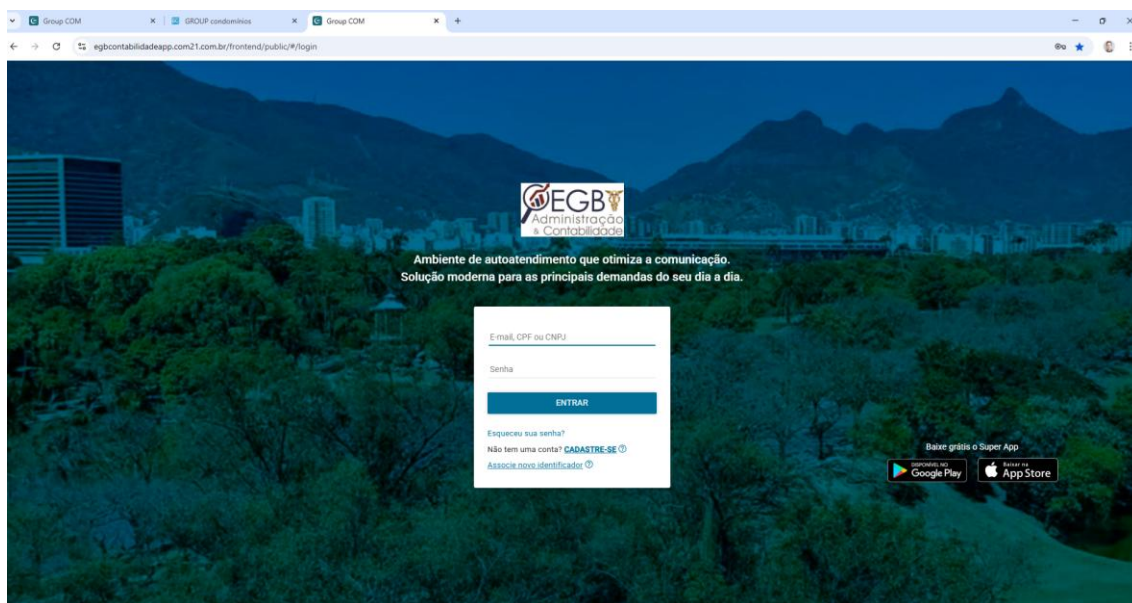 Group COM
GROUP condomínios
Group COM
egbcontabilidadeapp.com21.com.br/frontend/public/#/login
EGB
Administração
& Contabilidade
Ambiente de autoatendimento que otimiza a comunicação.
Solução moderna para as principais demandas do seu dia a dia.
E-mail, CPF ou CNPJ
Senha
ENTRAR
Esqueceu sua senha?
Não tem uma conta? CADASTRE-SE ?
Associe novo identificador ?
Baixe grátis o Super App
DISPONÍVEL NO
Google Play
Baixar na
App Store